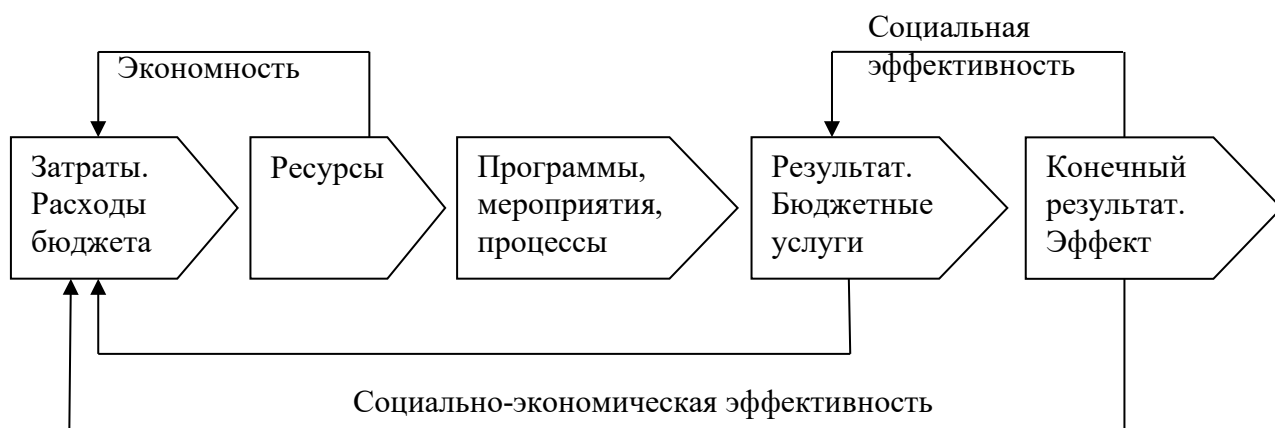 Социальная
эффективность
Экономность
Затраты.
Расходы
бюджета
Ресурсы
Программы,
мероприятия,
процессы
Результат.
Бюджетные
услуги
Конечный
результат.
Эффект
Социально-экономическая эффективность